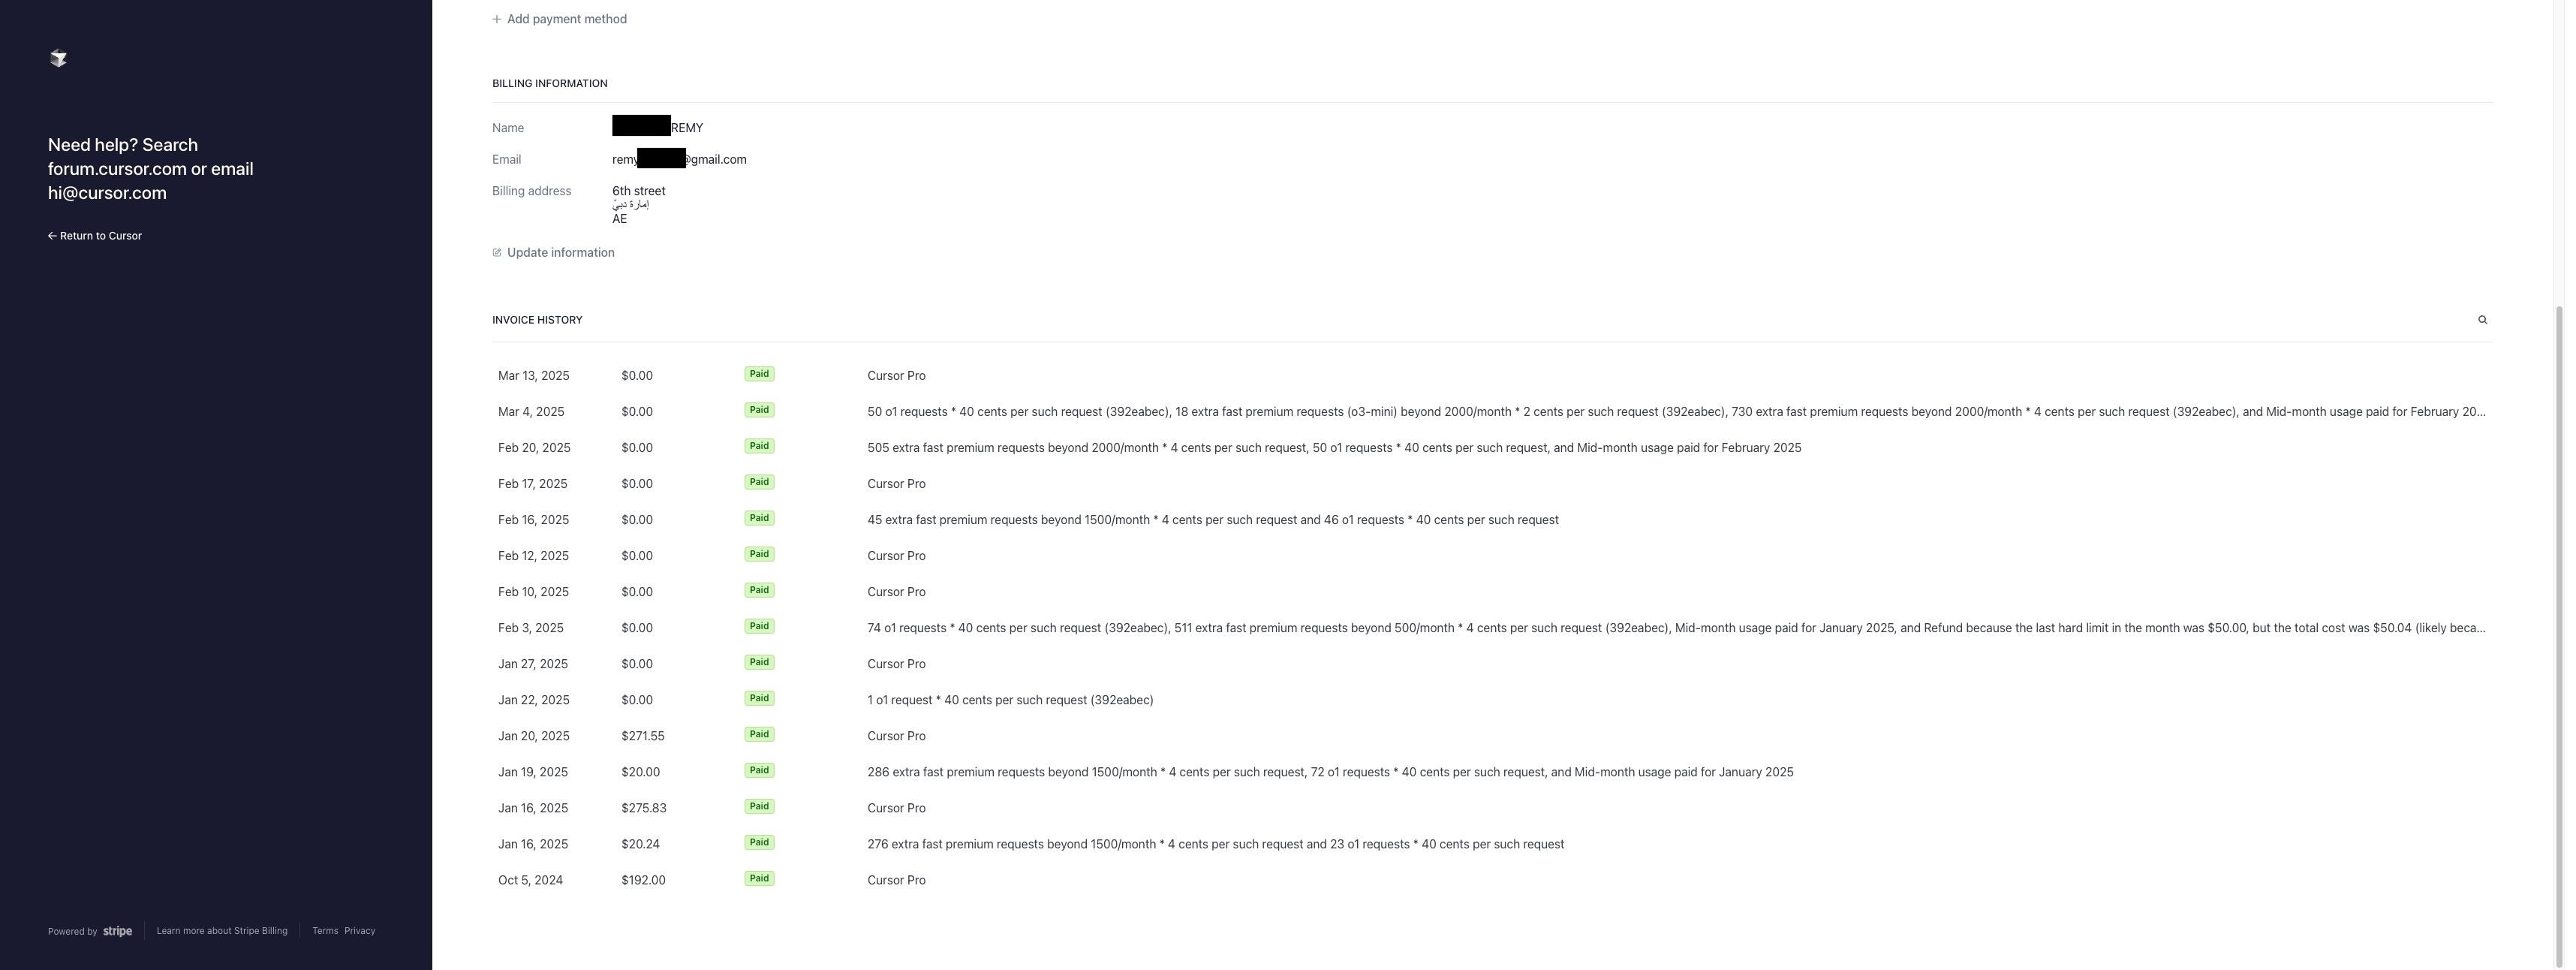 Need help? Search
forum.cursor.com or email
hi@cursor.com
← Return to Cursor
Powered by stripe
Learn more about Stripe Billing
Terms Privacy
+ Add payment method
BILLING INFORMATION
Name REMY
Email remy @gmail.com
Billing address 6th street
إمارة دبيّ
AE
Update information
INVOICE HISTORY
Mar 13, 2025 $0.00 Paid Cursor Pro
Mar 4, 2025 $0.00 Paid 50 o1 requests * 40 cents per such request (392eabec), 18 extra fast premium requests (o3-mini) beyond 2000/month * 2 cents per such request (392eabec), 730 extra fast premium requests beyond 2000/month * 4 cents per such request (392eabec), and Mid-month usage paid for February 20...
Feb 20, 2025 $0.00 Paid 505 extra fast premium requests beyond 2000/month * 4 cents per such request, 50 o1 requests * 40 cents per such request, and Mid-month usage paid for February 2025
Feb 17, 2025 $0.00 Paid Cursor Pro
Feb 16, 2025 $0.00 Paid 45 extra fast premium requests beyond 1500/month * 4 cents per such request and 46 o1 requests * 40 cents per such request
Feb 12, 2025 $0.00 Paid Cursor Pro
Feb 10, 2025 $0.00 Paid Cursor Pro
Feb 3, 2025 $0.00 Paid 74 o1 requests * 40 cents per such request (392eabec), 511 extra fast premium requests beyond 500/month * 4 cents per such request (392eabec), Mid-month usage paid for January 2025, and Refund because the last hard limit in the month was $50.00, but the total cost was $50.04 (likely beca...
Jan 27, 2025 $0.00 Paid Cursor Pro
Jan 22, 2025 $0.00 Paid 1 o1 request * 40 cents per such request (392eabec)
Jan 20, 2025 $271.55 Paid Cursor Pro
Jan 19, 2025 $20.00 Paid 286 extra fast premium requests beyond 1500/month * 4 cents per such request, 72 o1 requests * 40 cents per such request, and Mid-month usage paid for January 2025
Jan 16, 2025 $275.83 Paid Cursor Pro
Jan 16, 2025 $20.24 Paid 276 extra fast premium requests beyond 1500/month * 4 cents per such request and 23 o1 requests * 40 cents per such request
Oct 5, 2024 $192.00 Paid Cursor Pro